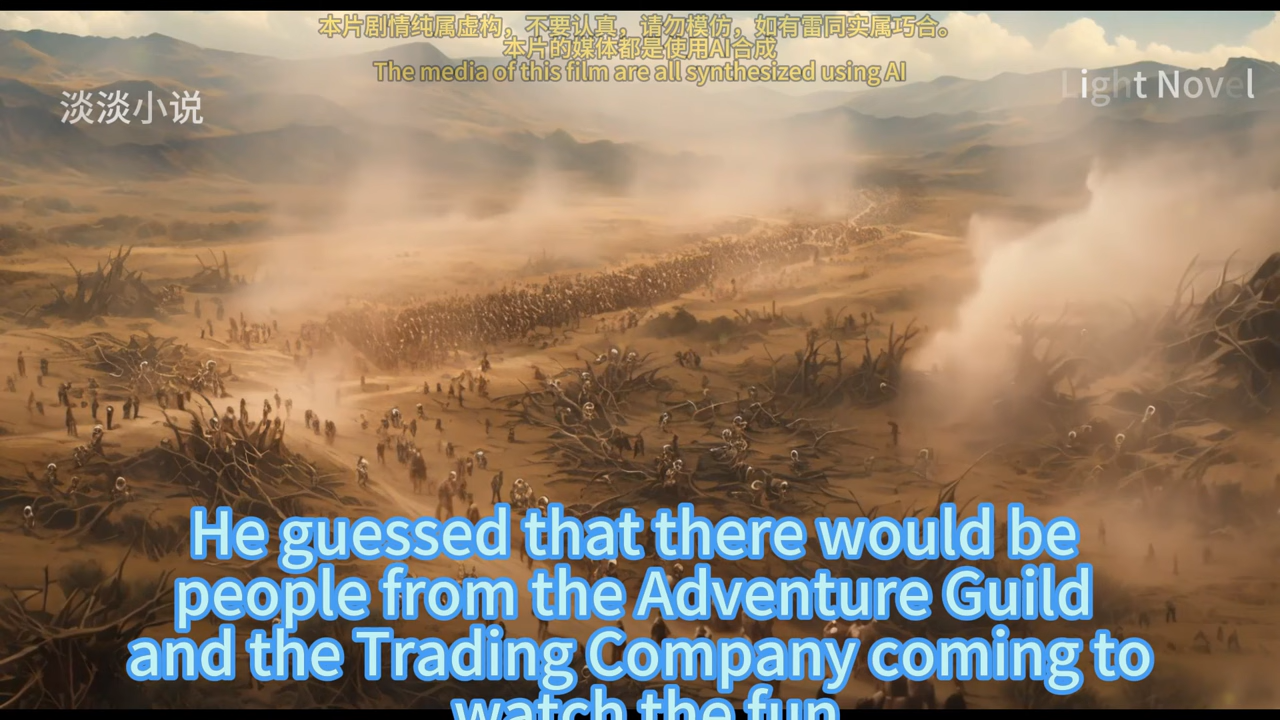 本片剧情纯属虚构，不要认真，请勿模仿，如有雷同实属巧合。
本片的媒体都是使用AI合成
The media of this film are all synthesized using AI
淡淡小说
Light Novel
He guessed that there would be
people from the Adventure Guild
and the Trading Company coming to
watch the fun